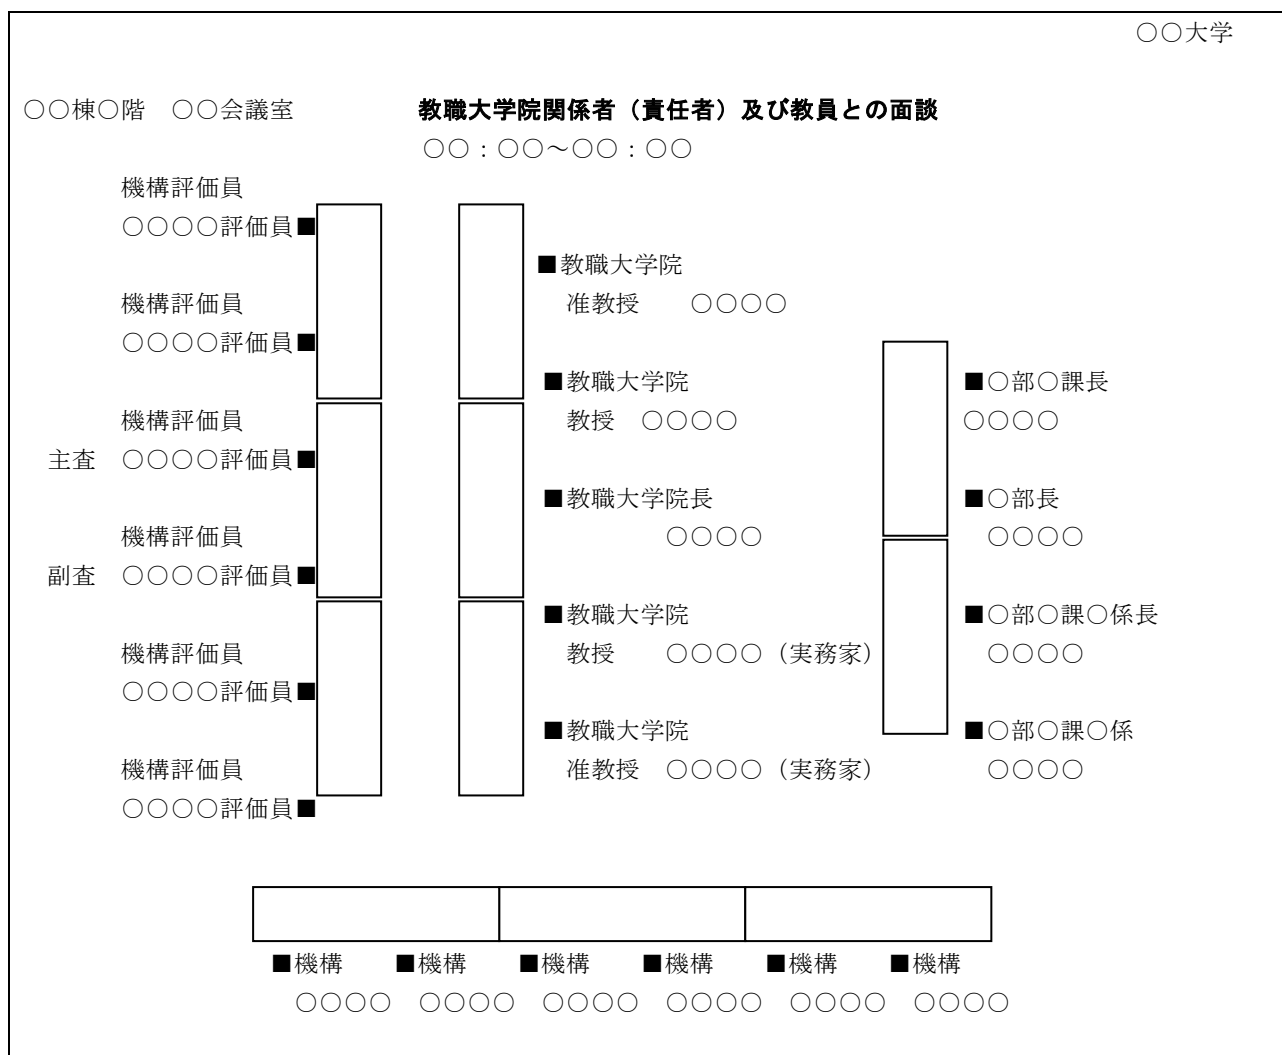 ○○大学
○○棟○階　○○会議室　教職大学院関係者（責任者）及び教員との面談
○○：○○～○○：○○
機構評価員
○○○○評価員■
機構評価員
○○○○評価員■
機構評価員
主査　○○○○評価員■
機構評価員
副査　○○○○評価員■
機構評価員
○○○○評価員■
機構評価員
○○○○評価員■
■教職大学院
准教授　○○○○
■教職大学院
教授　○○○○
■教職大学院長
○○○○
■教職大学院
教授　○○○○（実務家）
■教職大学院
准教授　○○○○（実務家）
■○部○課長
○○○○
■○部長
○○○○
■○部○課○係長
○○○○
■○部○課○係
○○○○
■機構　■機構　■機構　■機構　■機構　■機構
○○○○　○○○○　○○○○　○○○○　○○○○　○○○○